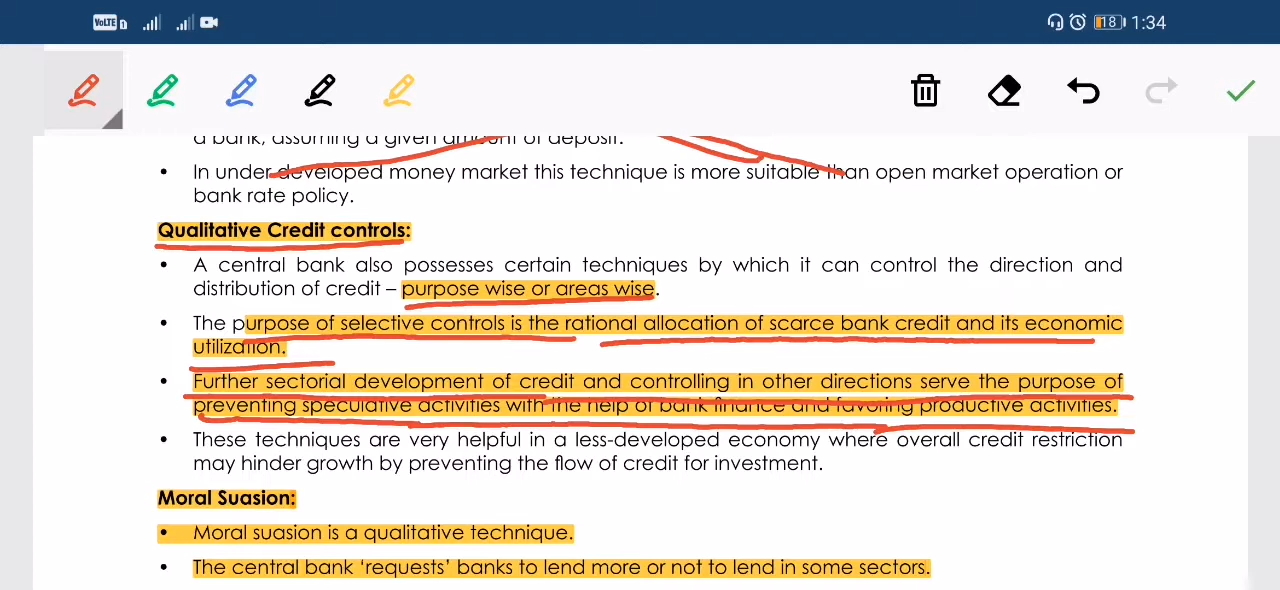 VoLTE 1 18 1:34
a bank, assuming a given amount of deposit.
• In under developed money market this technique is more suitable than open market operation or
bank rate policy.
Qualitative Credit controls:
• A central bank also possesses certain techniques by which it can control the direction and
distribution of credit – purpose wise or areas wise.
• The purpose of selective controls is the rational allocation of scarce bank credit and its economic
utilization.
• Further sectorial development of credit and controlling in other directions serve the purpose of
preventing speculative activities with the help of bank finance and favoring productive activities.
• These techniques are very helpful in a less-developed economy where overall credit restriction
may hinder growth by preventing the flow of credit for investment.
Moral Suasion:
• Moral suasion is a qualitative technique.
• The central bank ‘requests’ banks to lend more or not to lend in some sectors.